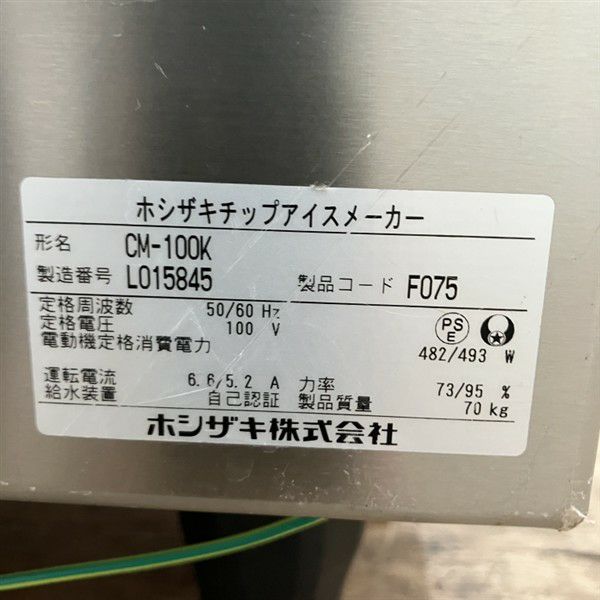 ホシザキチップアイスメーカー
形名 CM-100K
製造番号 L015845 製品コード F075
定格周波数 50/60 Hz
定格電圧 100 V
PS E
電動機定格消費電力 482/493 W
運転電流 6.6/5.2 A 力率 73/95 %
給水装置 自己認証 製品質量 70 kg
ホシザキ株式会社